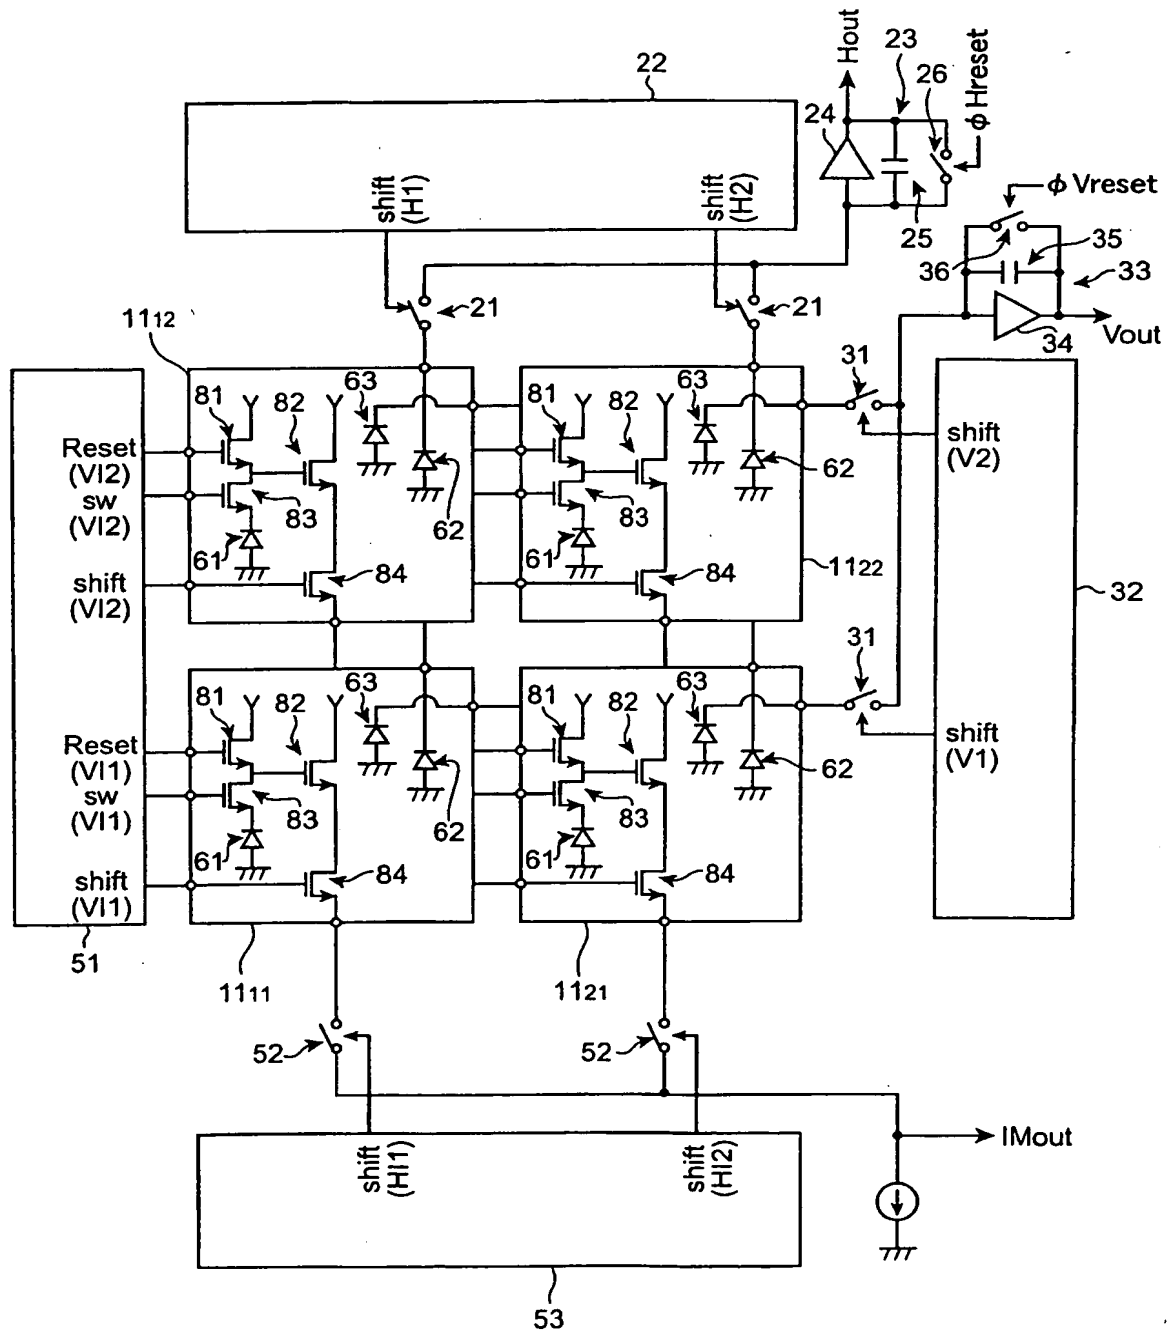 22
Hout
23
26
ϕ Hreset
24
25
shift
(H1)
shift
(H2)
ϕ Vreset
36
35
33
34
Vout
21
21
1112
31
81
82
63
81
82
63
Reset
(VI2)
sw
(VI2)
shift
(VI2)
83
61
62
84
83
61
62
84
1122
shift
(V2)
32
31
81
82
63
81
82
63
Reset
(VI1)
sw
(VI1)
shift
(VI1)
83
61
62
84
83
61
62
84
shift
(V1)
51
1111
1121
52
52
shift
(HI1)
shift
(HI2)
IMout
53